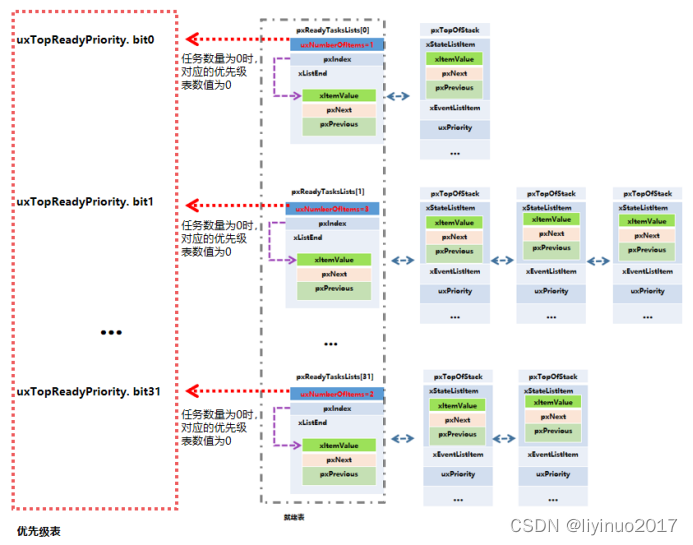 pxReadyTasksLists[0]
pxTopOfStack
uxTopReadyPriority. bit0
uxNumberOfItems=1
xStateListItem
任务数量为0时，
对应的优先级
表数值为0
pxIndex
xItemValue
xListEnd
pxNext
pxPrevious
xItemValue
xEventListItem
pxNext
pxPrevious
uxPriority
...
pxReadyTasksLists[1]
pxTopOfStack
pxTopOfStack
pxTopOfStack
uxTopReadyPriority. bit1
uxNumberOfItems=3
xStateListItem
xStateListItem
xStateListItem
任务数量为0时，
对应的优先级
表数值为0
pxIndex
xItemValue
xItemValue
xItemValue
xListEnd
pxNext
pxNext
pxNext
pxPrevious
pxPrevious
pxPrevious
xItemValue
pxNext
xEventListItem
xEventListItem
xEventListItem
pxPrevious
uxPriority
uxPriority
uxPriority
...
...
...
...
...
pxReadyTasksLists[31]
pxTopOfStack
pxTopOfStack
uxTopReadyPriority. bit31
uxNumberOfItems=2
xStateListItem
xStateListItem
任务数量为0时，
对应的优先级
表数值为0
pxIndex
xItemValue
xItemValue
xListEnd
pxNext
pxNext
pxPrevious
pxPrevious
xItemValue
xEventListItem
xEventListItem
pxNext
pxPrevious
uxPriority
uxPriority
...
...
就绪表
优先级表
CSDN @liyinuo2017